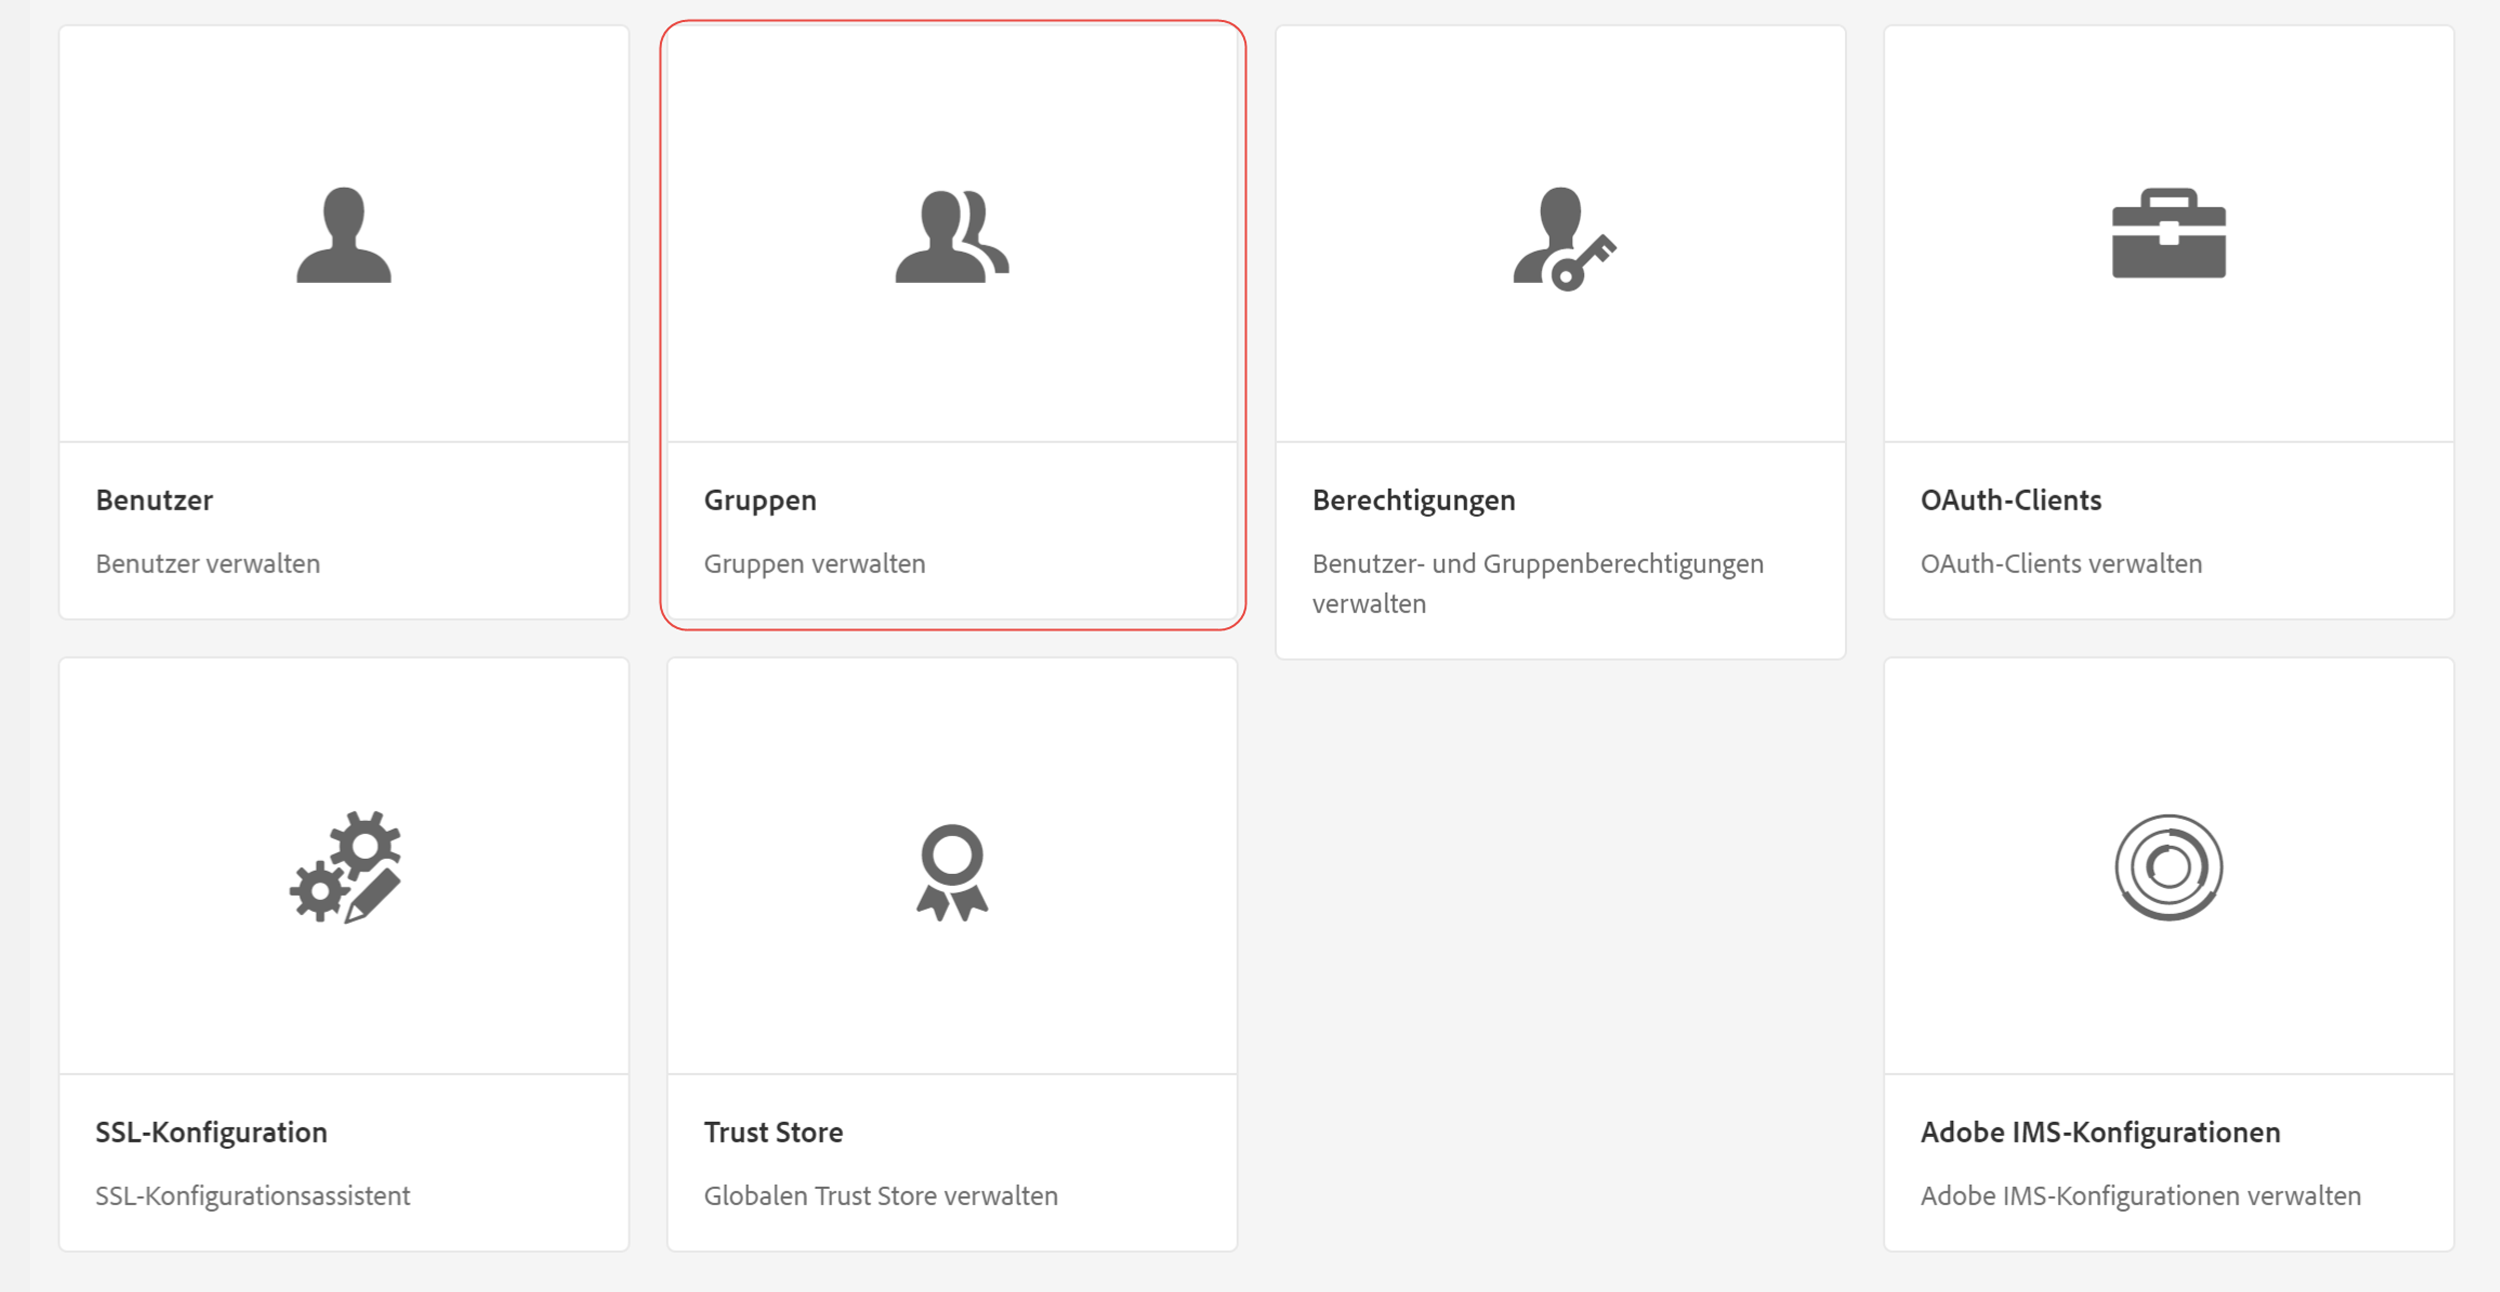 Benutzer
Benutzer verwalten
Gruppen
Gruppen verwalten
Berechtigungen
Benutzer- und Gruppenberechtigungen
verwalten
OAuth-Clients
OAuth-Clients verwalten
SSL-Konfiguration
SSL-Konfigurationsassistent
Trust Store
Globalen Trust Store verwalten
Adobe IMS-Konfigurationen
Adobe IMS-Konfigurationen verwalten